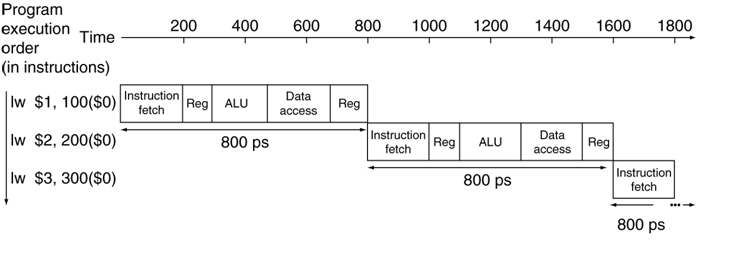 Program
execution
order
(in instructions)
Time
200 400 600 800 1000 1200 1400 1600 1800
lw $1, 100($0)
Instruction
fetch
Reg
ALU
Data
access
Reg
800 ps
lw $2, 200($0)
Instruction
fetch
Reg
ALU
Data
access
Reg
800 ps
lw $3, 300($0)
Instruction
fetch
...
800 ps